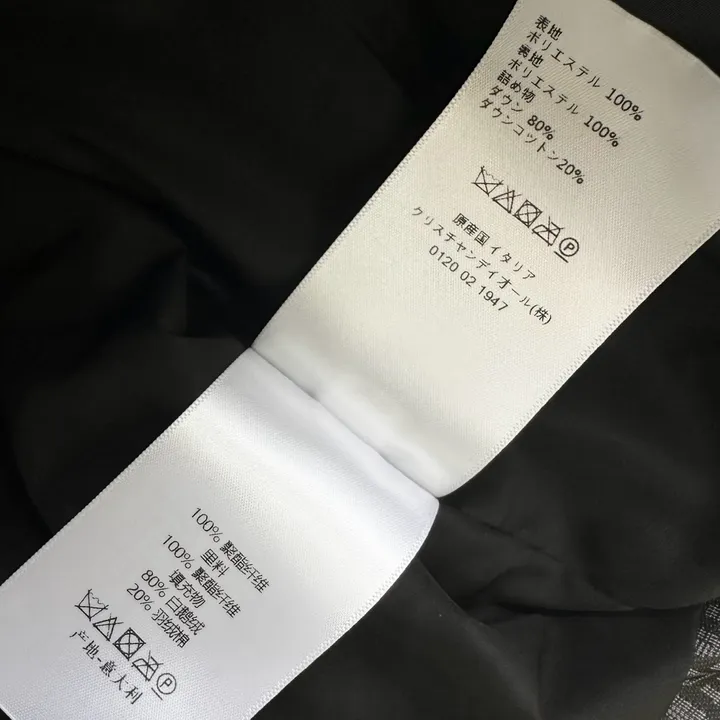 表地
ポリエステル 100%
裏地
ポリエステル 100%
詰め物
ダウン 80%
ダウンコットン20%
原産国 イタリア
クリスチャンディオール(株)
0120 02 1947
100% 聚酯纤维
里料
100% 聚酯纤维
填充物
80% 白鹅绒
20% 羽绒棉
产地-意大利